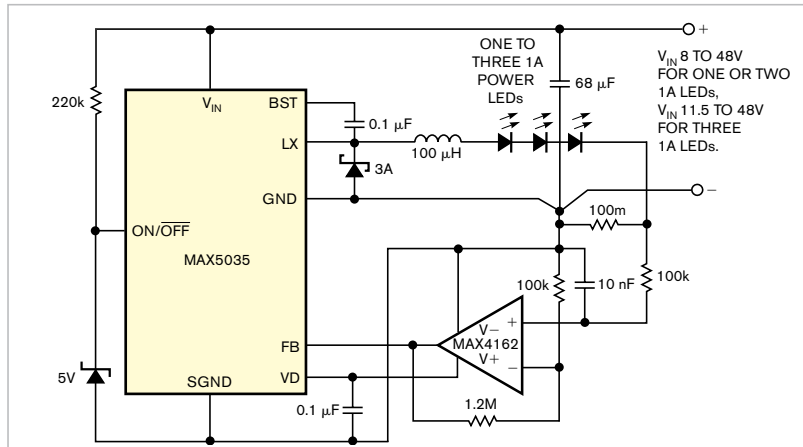 ONE TO
THREE 1A
POWER
LEDs
+
V_IN 8 TO 48V
FOR ONE OR TWO
1A LEDs,
V_IN 11.5 TO 48V
FOR THREE
1A LEDs.
68 µF
220k
V_IN
BST
0.1 µF
LX
100 µH
3A
GND
−
100m
ON/OFF
MAX5035
100k
10 nF
100k
V−
+
MAX4162
V+
−
FB
VD
5V
SGND
0.1 µF
1.2M